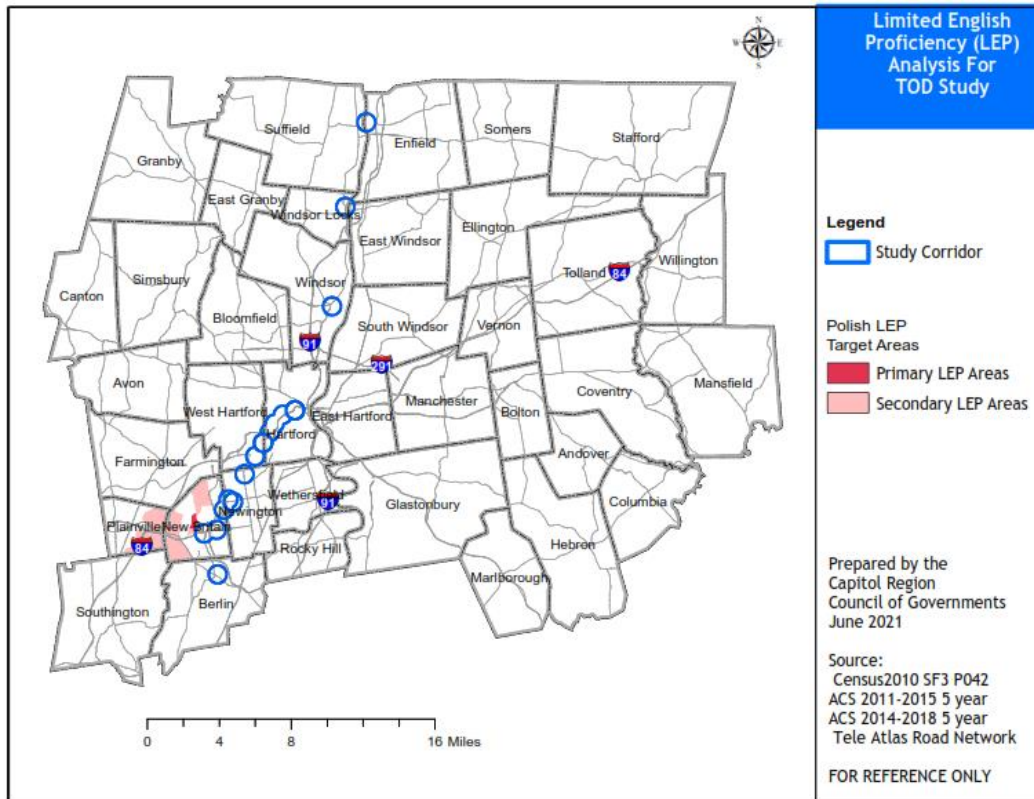 Limited English
Proficiency (LEP)
Analysis For
TOD Study
N
W E
S
Suffield
Enfield
Somers
Stafford
Granby
East Granby
Windsor Locks
East Windsor
Ellington
Willington
Tolland
84
Canton
Simsbury
Windsor
Bloomfield
South Windsor
Vernon
91
291
Avon
West Hartford
Hartford
East Hartford
Manchester
Bolton
Coventry
Mansfield
Farmington
Andover
Columbia
Wethersfield
91
Glastonbury
Newington
Plainville
New Britain
84
Rocky Hill
Hebron
Marlborough
Southington
Berlin
0 4 8 16 Miles
Legend
Study Corridor
Polish LEP
Target Areas
Primary LEP Areas
Secondary LEP Areas
Prepared by the
Capitol Region
Council of Governments
June 2021
Source:
Census2010 SF3 P042
ACS 2011-2015 5 year
ACS 2014-2018 5 year
Tele Atlas Road Network
FOR REFERENCE ONLY